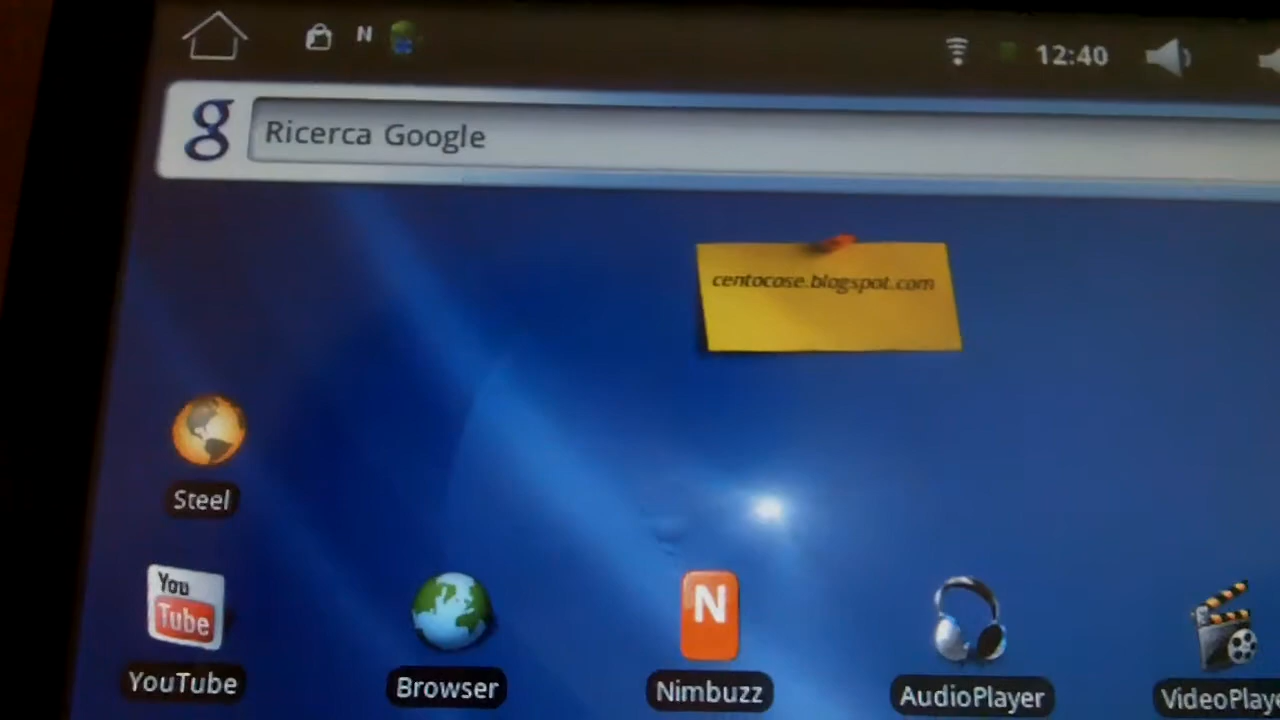 N
12:40
g
Ricerca Google
centocose.blogspot.com
Steel
You
Tube
N
YouTube
Browser
Nimbuzz
AudioPlayer
VideoPlaye